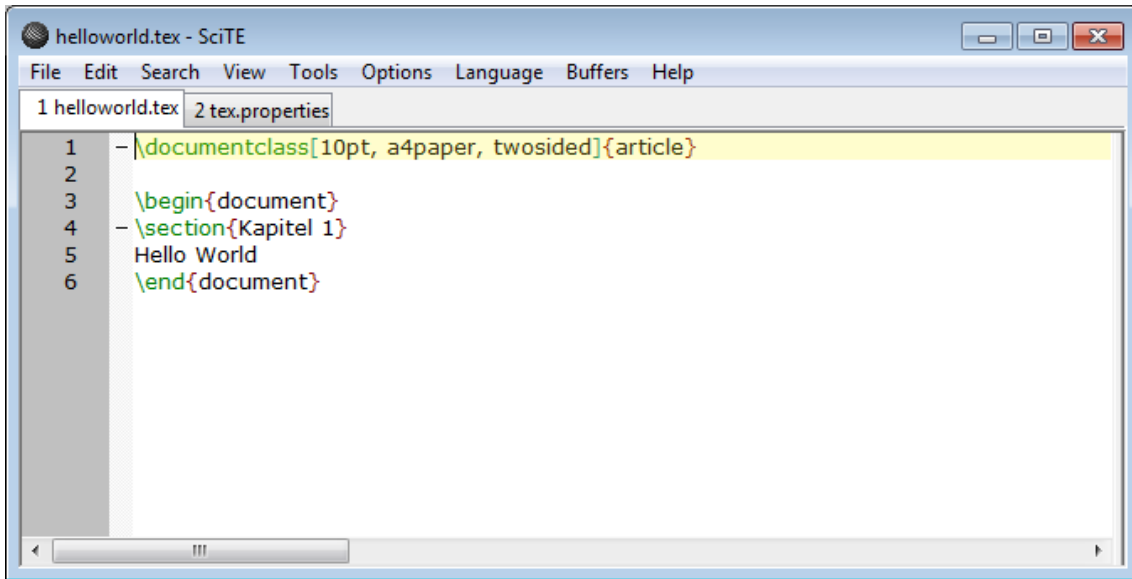 helloworld.tex - SciTE
File Edit Search View Tools Options Language Buffers Help
1 helloworld.tex 2 tex.properties
1 \documentclass[10pt, a4paper, twosided]{article}
2
3 \begin{document}
4 \section{Kapitel 1}
5 Hello World
6 \end{document}